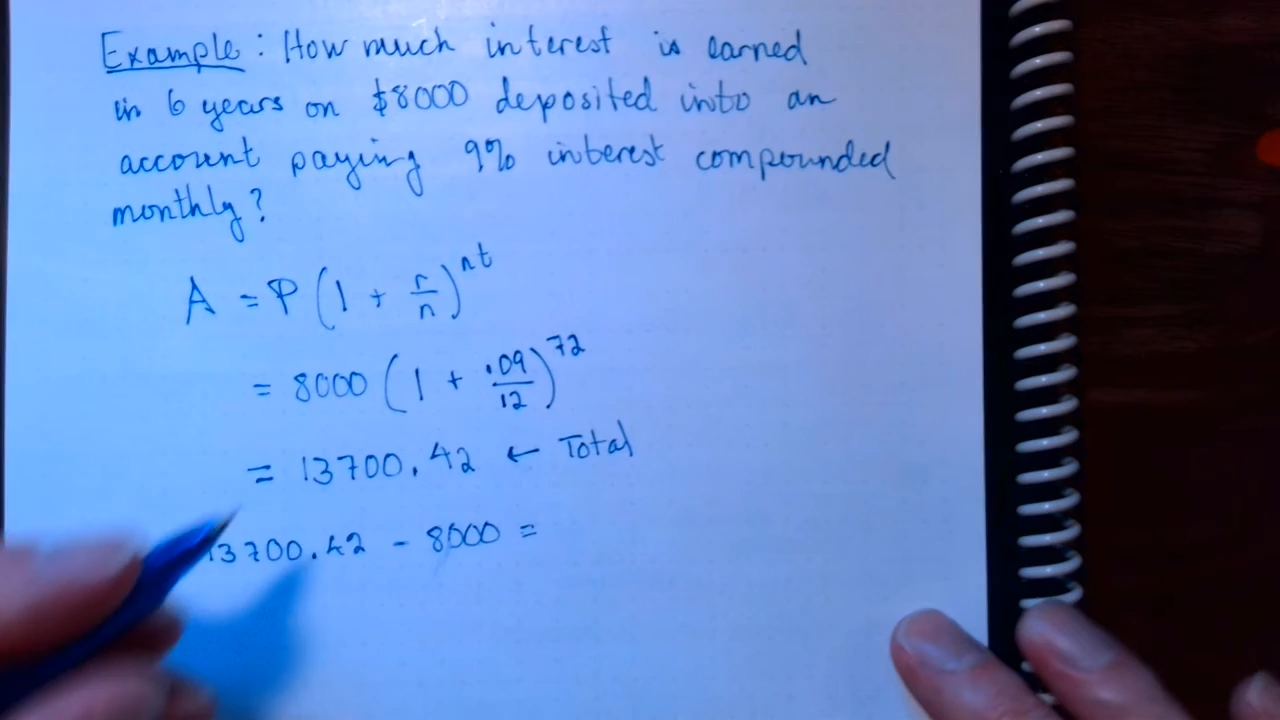 Example: How much interest is earned
in 6 years on $8000 deposited into an
account paying 9% interest compounded
monthly?
A = P(1 + r/n)^nt
= 8000(1 + .09/12)^72
= 13700.42 ← Total
13700.42 - 8000 =